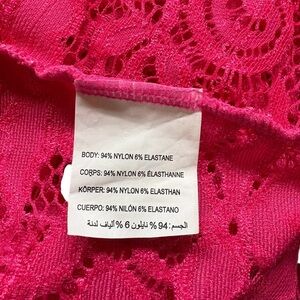 BODY: 94% NYLON 6% ELASTANE
CORPS: 94% NYLON 6% ÉLASTHANNE
KÖRPER: 94% NYLON 6% ELASTHAN
CUERPO: 94% NILÓN 6% ELASTANO
الجسم: 94 % نايلون 6 % ألياف لدنة